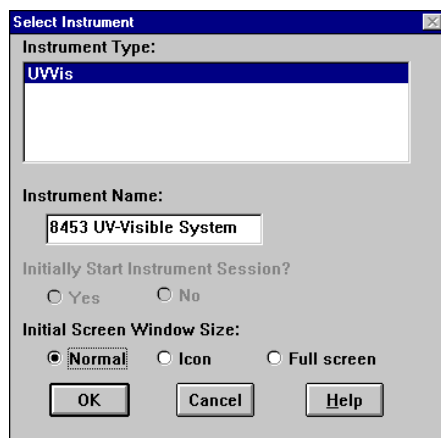 Select Instrument
Instrument Type:
UVVis
Instrument Name:
8453 UV-Visible System
Initially Start Instrument Session?
Yes No
Initial Screen Window Size:
Normal Icon Full screen
OK Cancel Help